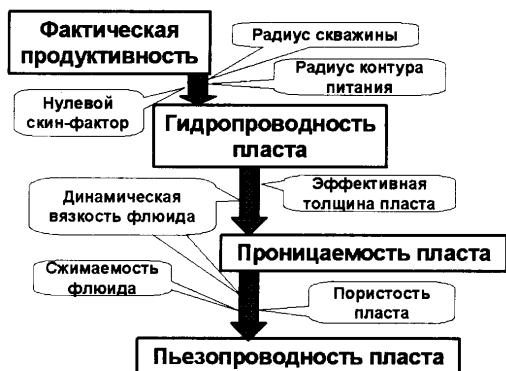 Фактическая
продуктивность
Радиус скважины
Радиус контура
питания
Нулевой
скин-фактор
Гидропроводность
пласта
Динамическая
вязкость флюида
Эффективная
толщина пласта
Проницаемость пласта
Сжимаемость
флюида
Пористость
пласта
Пьезопроводность пласта